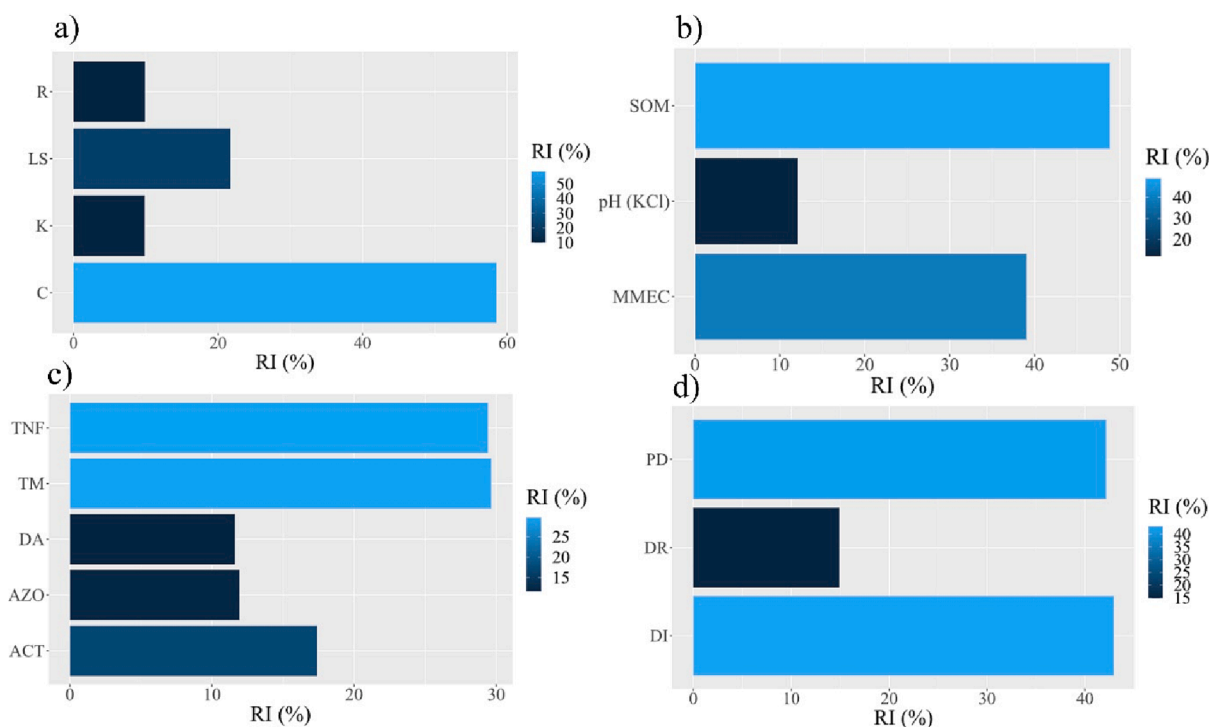 a)
R
LS
K
C
0 20 40 60
RI (%)
RI (%)
50
40
30
20
10
b)
SOM
pH (KCl)
MMEC
0 10 20 30 40 50
RI (%)
RI (%)
40
30
20
c)
TNF
TM
DA
AZO
ACT
0 10 20 30
RI (%)
RI (%)
25
20
15
d)
PD
DR
DI
0 10 20 30 40
RI (%)
RI (%)
40
35
30
25
20
15